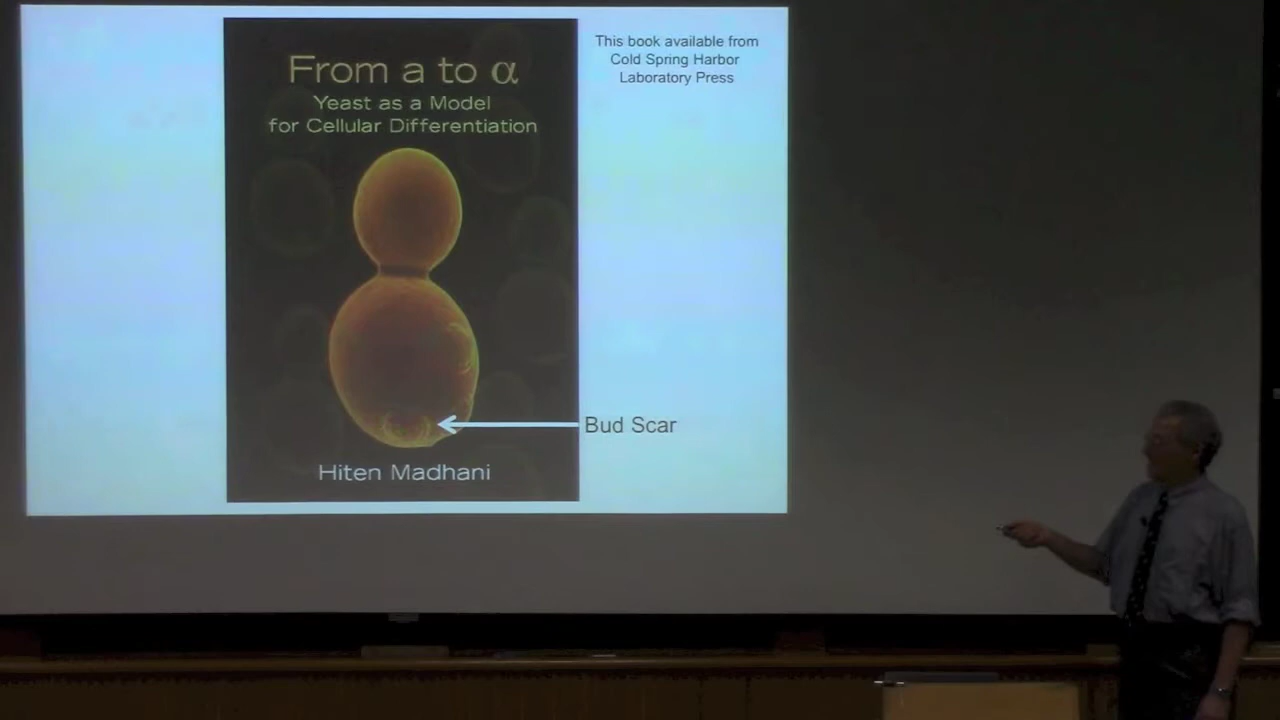 From a to α
Yeast as a Model
for Cellular Differentiation
Hiten Madhani
This book available from
Cold Spring Harbor
Laboratory Press
Bud Scar